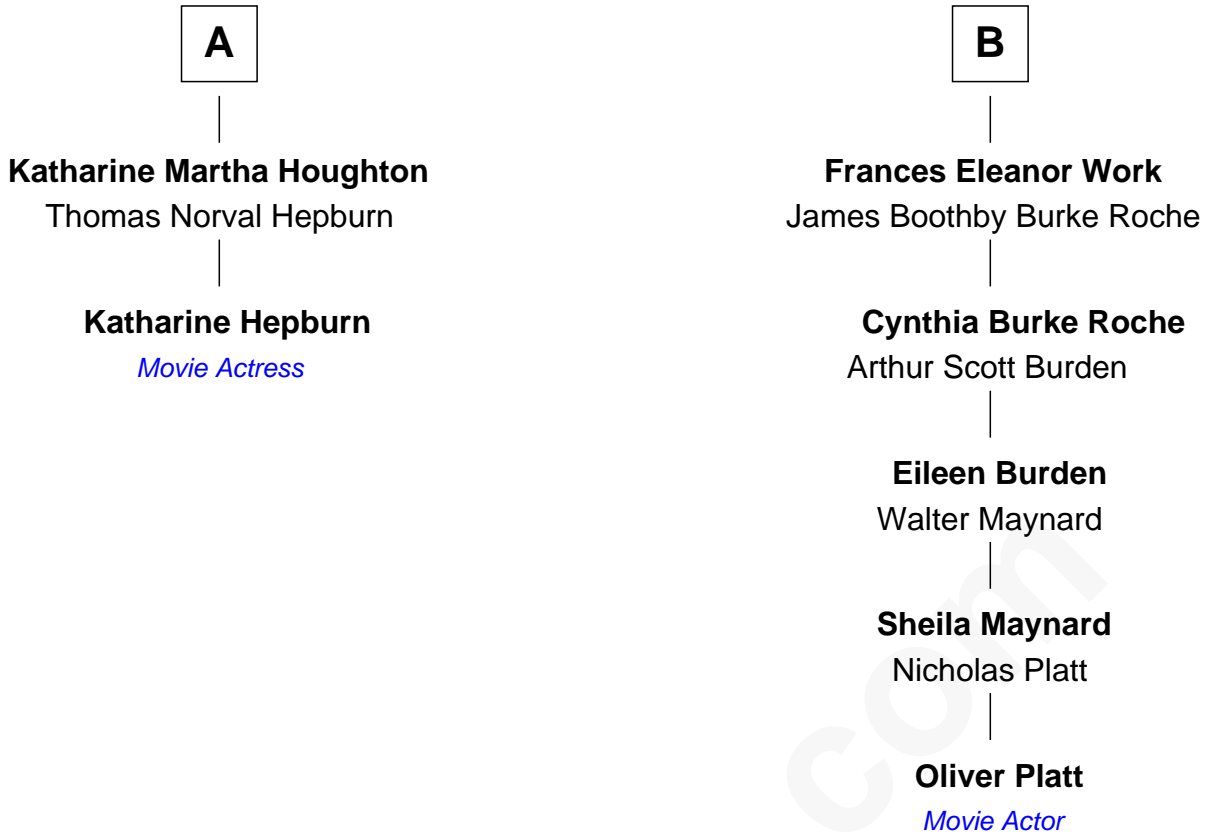 A
Katharine Martha Houghton
Thomas Norval Hepburn
Katharine Hepburn
Movie Actress
B
Frances Eleanor Work
James Boothby Burke Roche
Cynthia Burke Roche
Arthur Scott Burden
Eileen Burden
Walter Maynard
Sheila Maynard
Nicholas Platt
Oliver Platt
Movie Actor
com